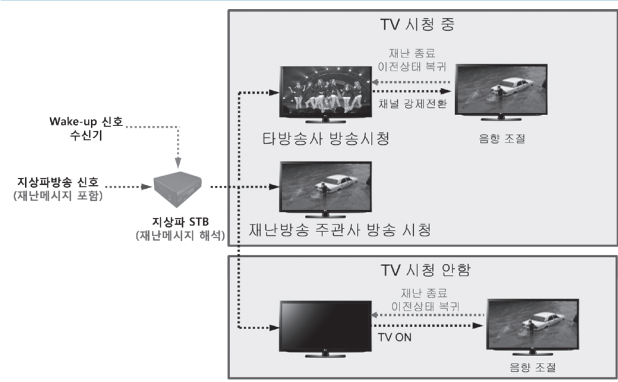 TV 시청 중
재난 종료
이전상태 복귀
채널 강제전환
타방송사 방송시청
음향 조절
Wake-up 신호
수신기
지상파방송 신호
(재난메시지 포함)
지상파 STB
(재난메시지 해석)
재난방송 주관사 방송 시청
TV 시청 안함
재난 종료
이전상태 복귀
TV ON
음향 조절